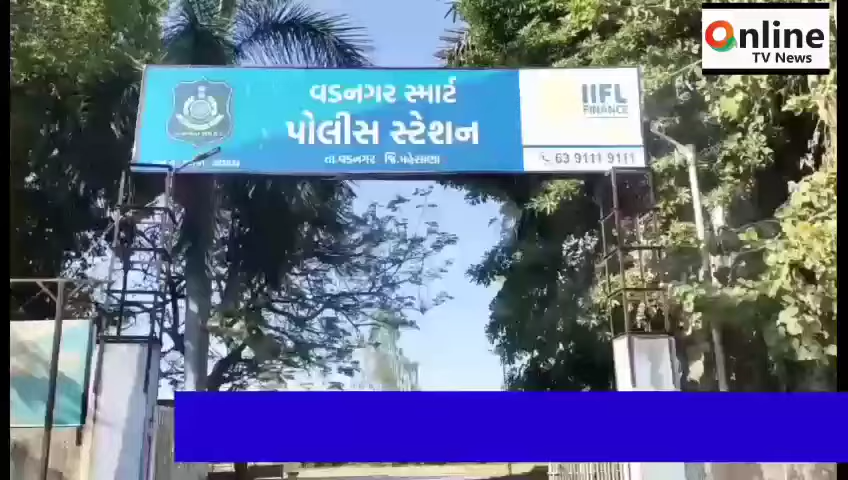 Online
TV News
વડનગર સ્માર્ટ
પોલીસ સ્ટેશન
તા.વડનગર જિ.મહેસાણા
IIFL
FINANCE
63 9111 9111